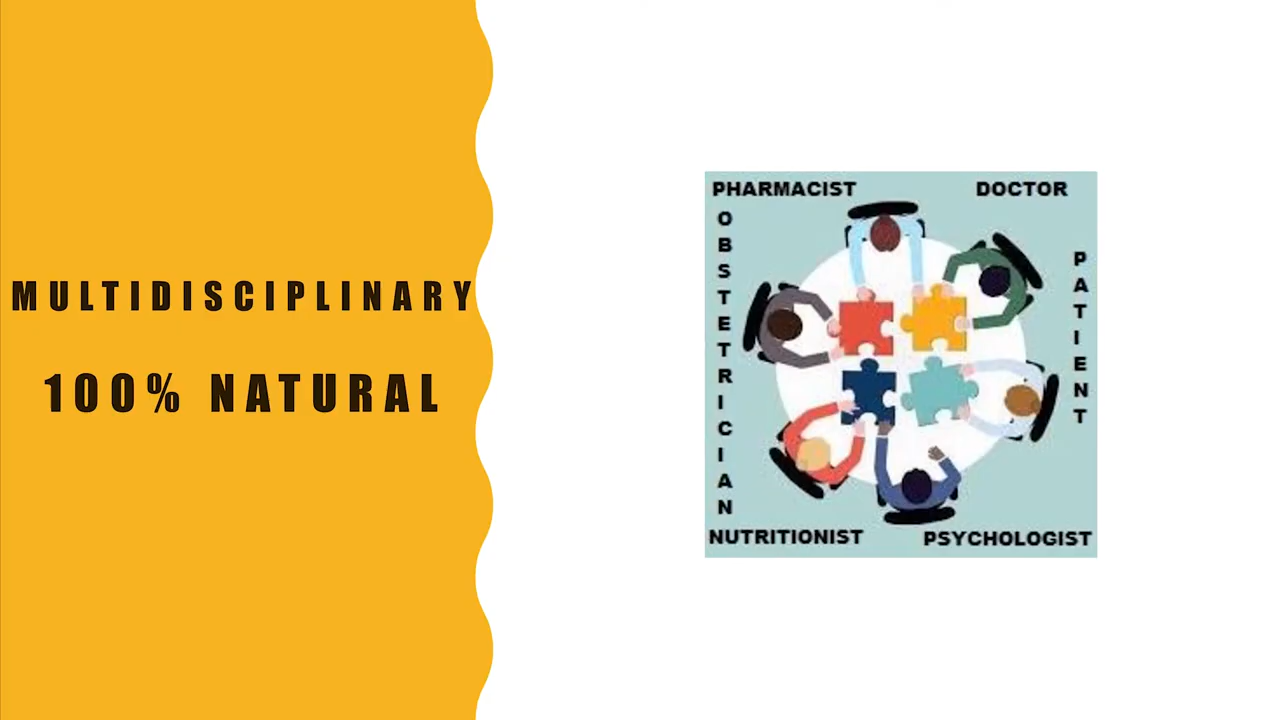 MULTIDISCIPLINARY
100% NATURAL
PHARMACIST
DOCTOR
OBSTETRICIAN
PATIENT
NUTRITIONIST
PSYCHOLOGIST